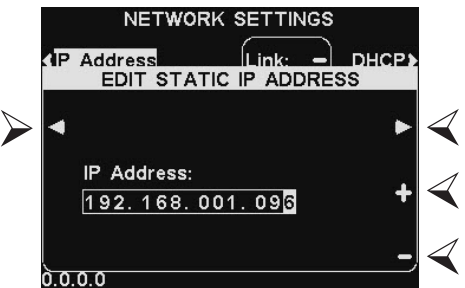 NETWORK SETTINGS
IP Address Link: – DHCP
EDIT STATIC IP ADDRESS
IP Address:
192.168.001.096
+
–
0.0.0.0